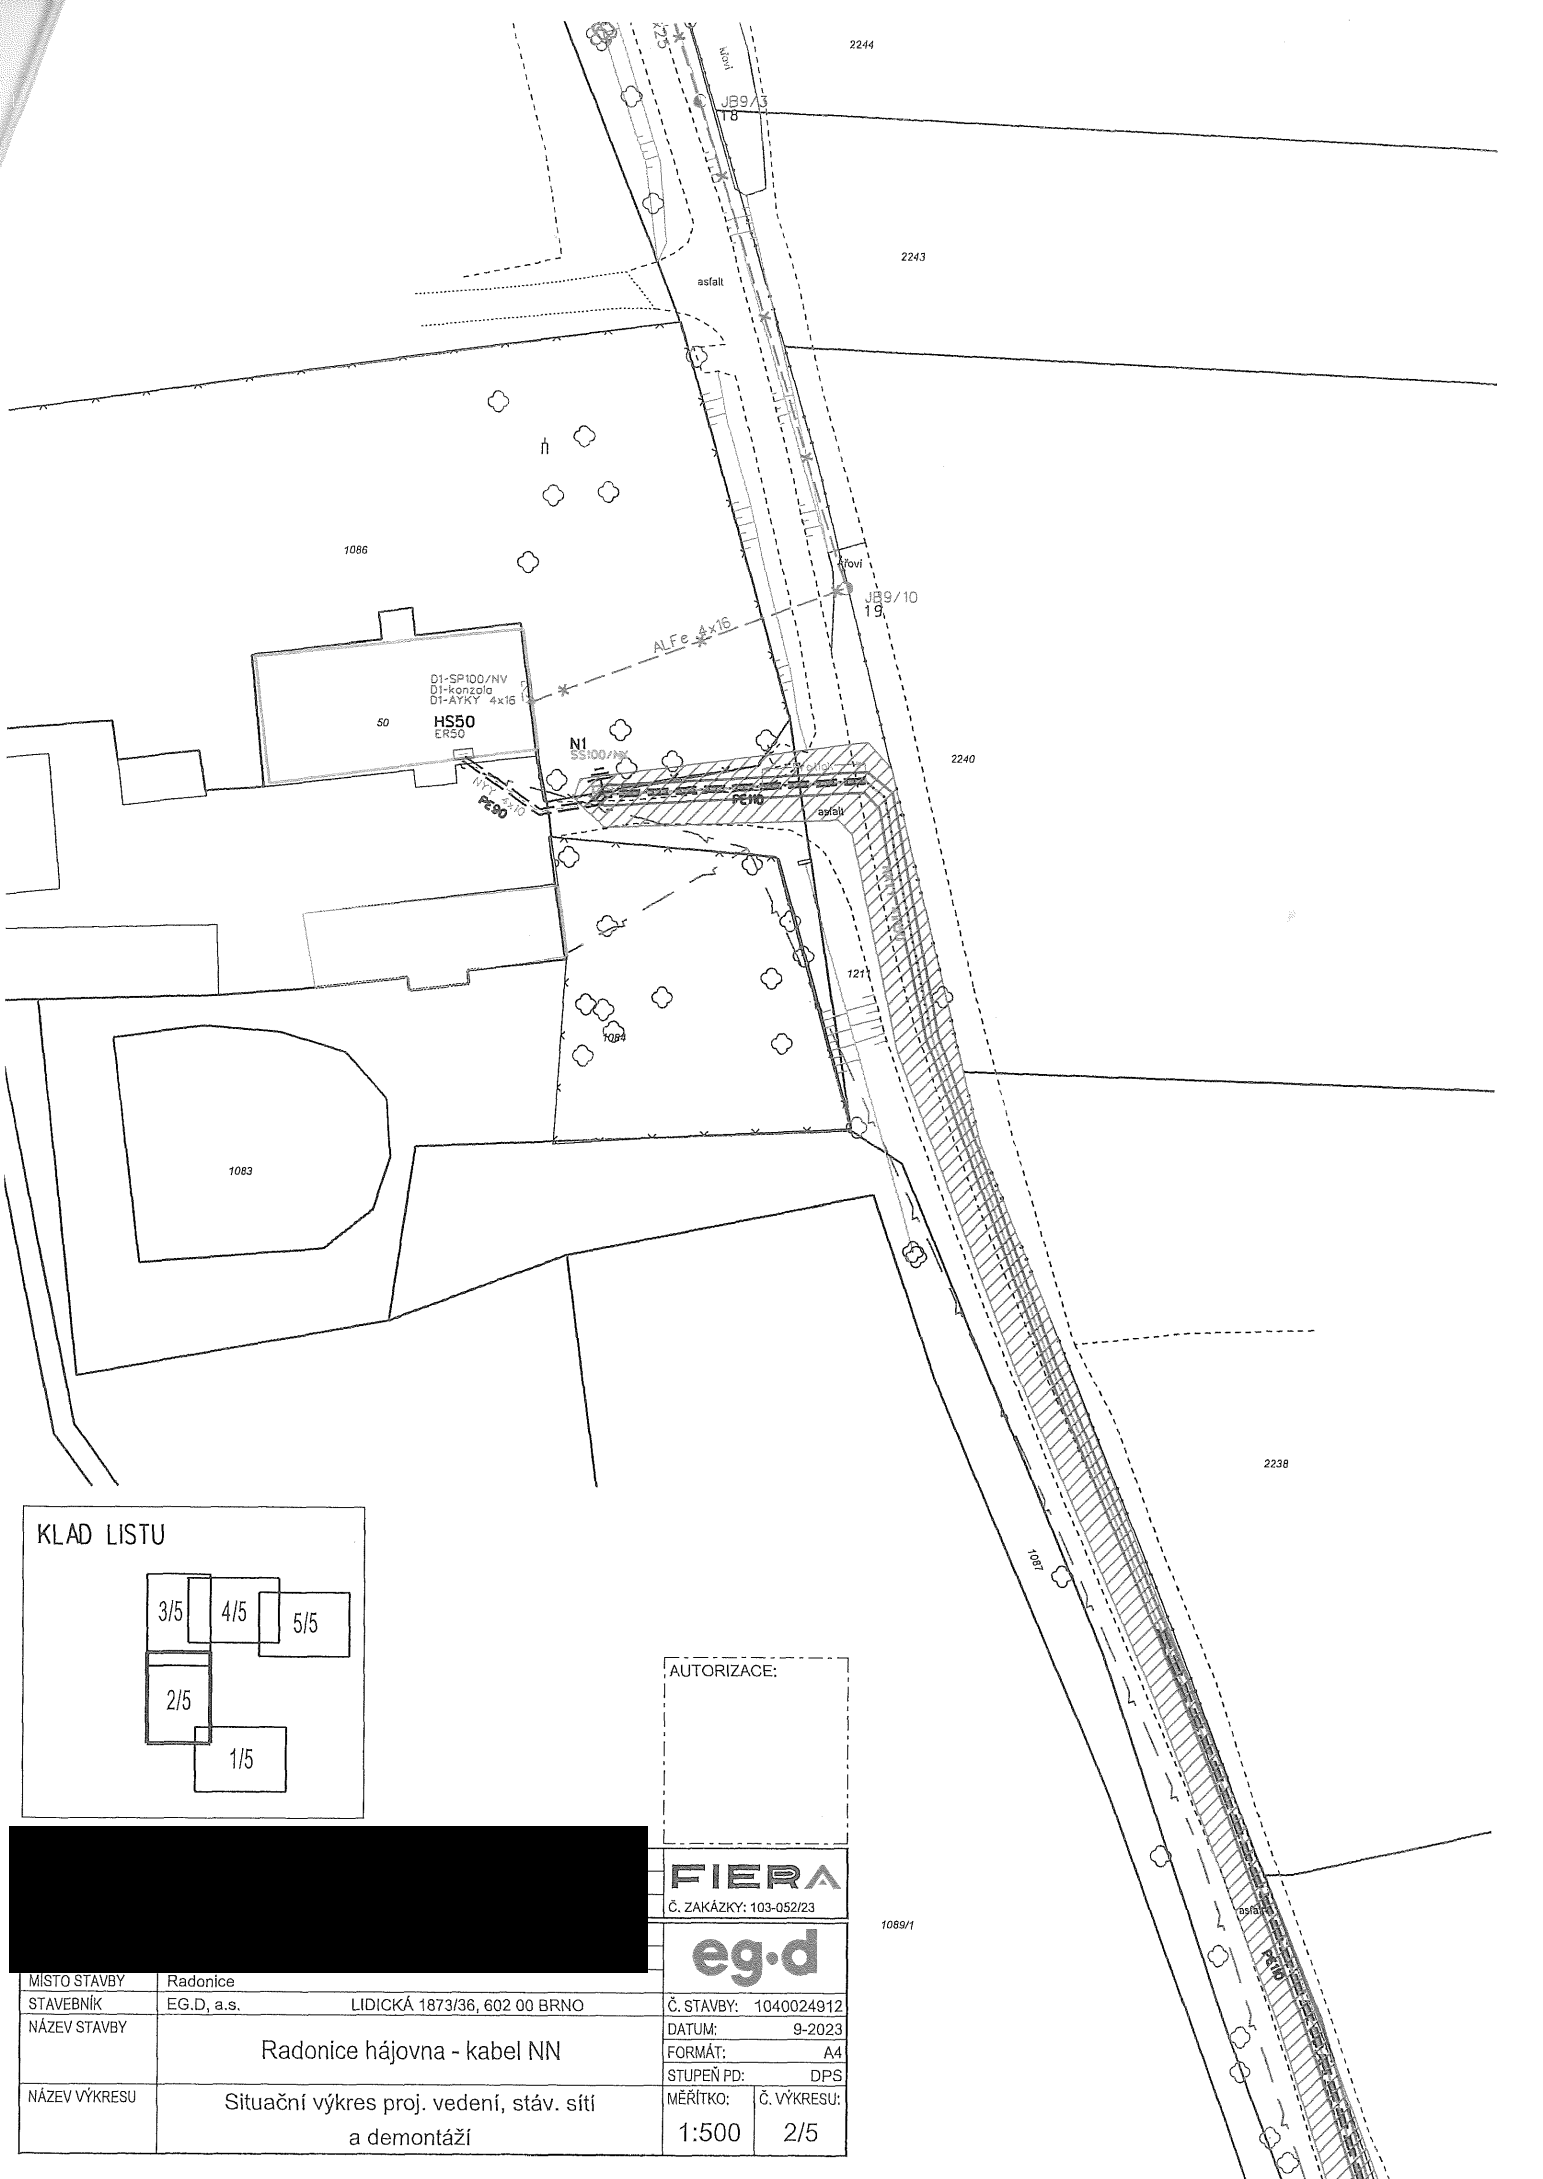 2244
křoví
x25
JB9/3
18
2243
asfalt
1086
křoví
JB9/10
19
ALFe 4x16
D1-SP100/NV
D1-konzola
D1-AYKY 4x16
50
HS50
ER50
N1
2240
PE90
PE110
asfalt
1211
1084
1083
2238
KLAD LISTU
3/5
4/5
5/5
2/5
1/5
1087
AUTORIZACE:
FIERA
Č. ZAKÁZKY: 103-052/23
1089/1
asfalt
PE110
eg·d
MÍSTO STAVBY Radonice
STAVEBNÍK EG.D, a.s. LIDICKÁ 1873/36, 602 00 BRNO
Č. STAVBY: 1040024912
NÁZEV STAVBY
Radonice hájovna - kabel NN
DATUM: 9-2023
FORMÁT: A4
STUPEŇ PD: DPS
NÁZEV VÝKRESU
Situační výkres proj. vedení, stáv. sítí
a demontáží
MĚŘÍTKO:
1:500
Č. VÝKRESU:
2/5